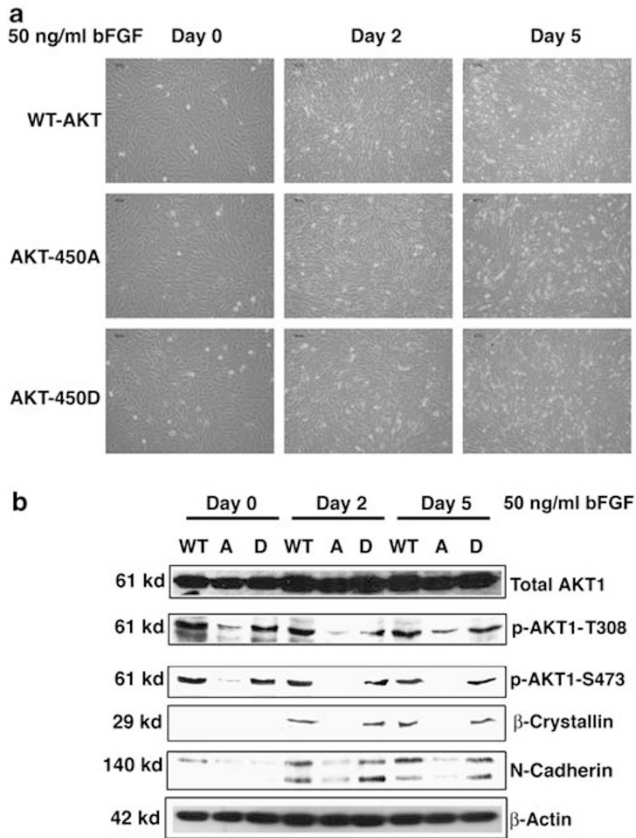 a
50 ng/ml bFGF Day 0 Day 2 Day 5
WT-AKT
AKT-450A
AKT-450D
b
Day 0 Day 2 Day 5 50 ng/ml bFGF
WT A D WT A D WT A D
61 kd Total AKT1
61 kd p-AKT1-T308
61 kd p-AKT1-S473
29 kd β-Crystallin
140 kd N-Cadherin
42 kd β-Actin